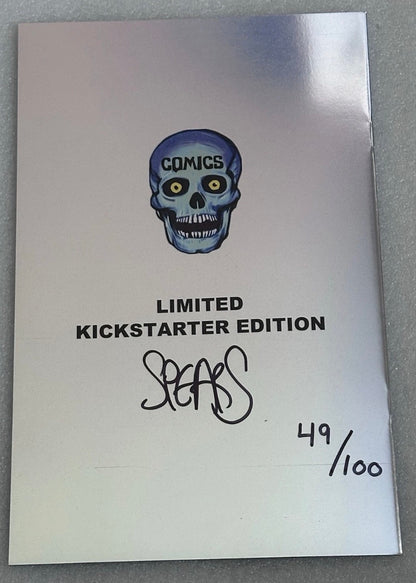 COMICS
LIMITED
KICKSTARTER EDITION
SPEARS
49/100